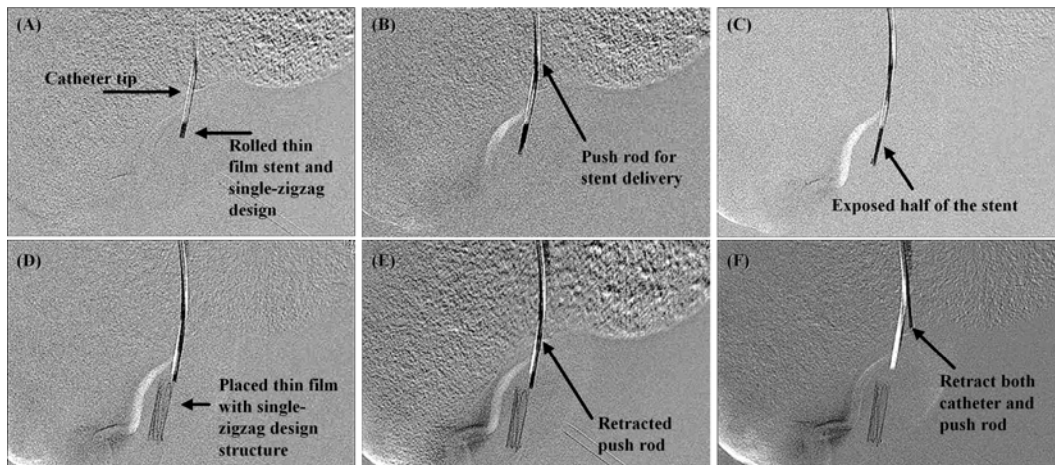 (A)
Catheter tip
Rolled thin
film stent and
single-zigzag
design
(B)
Push rod for
stent delivery
(C)
Exposed half of the stent
(D)
Placed thin film
with single-
zigzag design
structure
(E)
Retracted
push rod
(F)
Retract both
catheter and
push rod